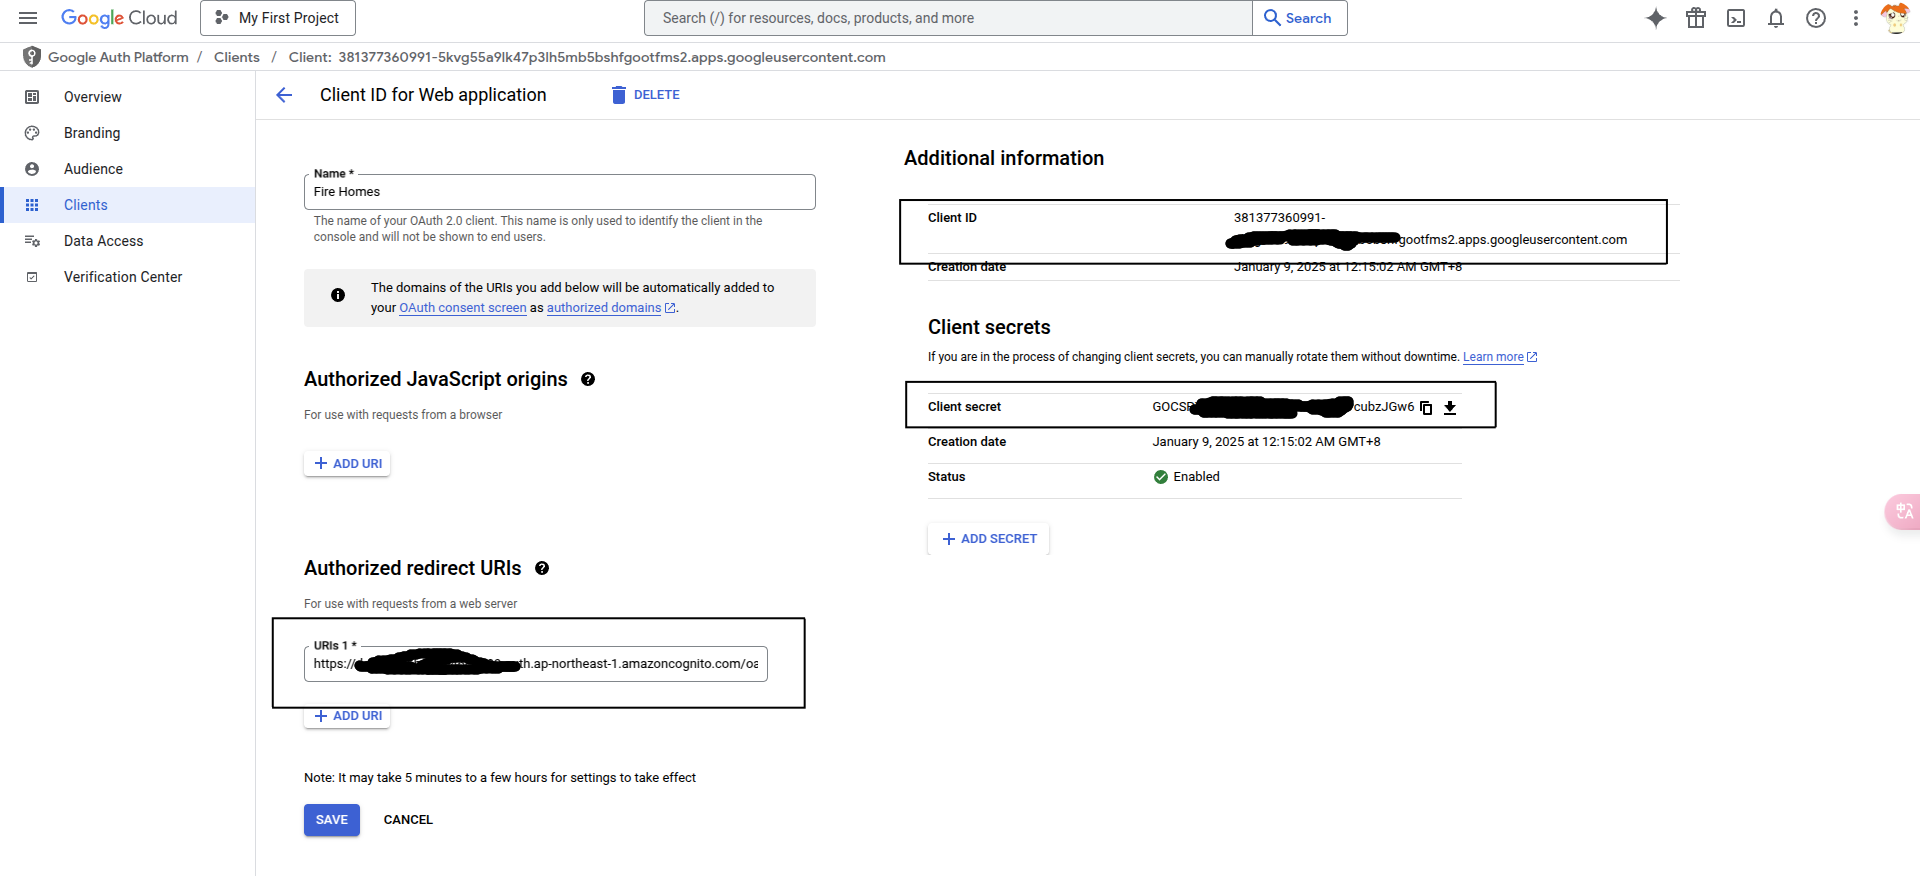 Google Cloud
My First Project
Search (/) for resources, docs, products, and more
Search
Google Auth Platform / Clients / Client: 381377360991-5kvg55a9lk47p3lh5mb5bshfgootfms2.apps.googleusercontent.com
Overview
Branding
Audience
Clients
Data Access
Verification Center
Client ID for Web application
DELETE
Name *
Fire Homes
The name of your OAuth 2.0 client. This name is only used to identify the client in the
console and will not be shown to end users.
The domains of the URIs you add below will be automatically added to
your OAuth consent screen as authorized domains.
Authorized JavaScript origins
For use with requests from a browser
ADD URI
Authorized redirect URIs
For use with requests from a web server
URIs 1 *
https:// th.ap-northeast-1.amazoncognito.com/oa
ADD URI
Note: It may take 5 minutes to a few hours for settings to take effect
SAVE
CANCEL
Additional information
Client ID
381377360991-
gootfms2.apps.googleusercontent.com
Creation date
January 9, 2025 at 12:15:02 AM GMT+8
Client secrets
If you are in the process of changing client secrets, you can manually rotate them without downtime. Learn more
Client secret
GOCSP cubzJGw6
Creation date
January 9, 2025 at 12:15:02 AM GMT+8
Status
Enabled
ADD SECRET
中A